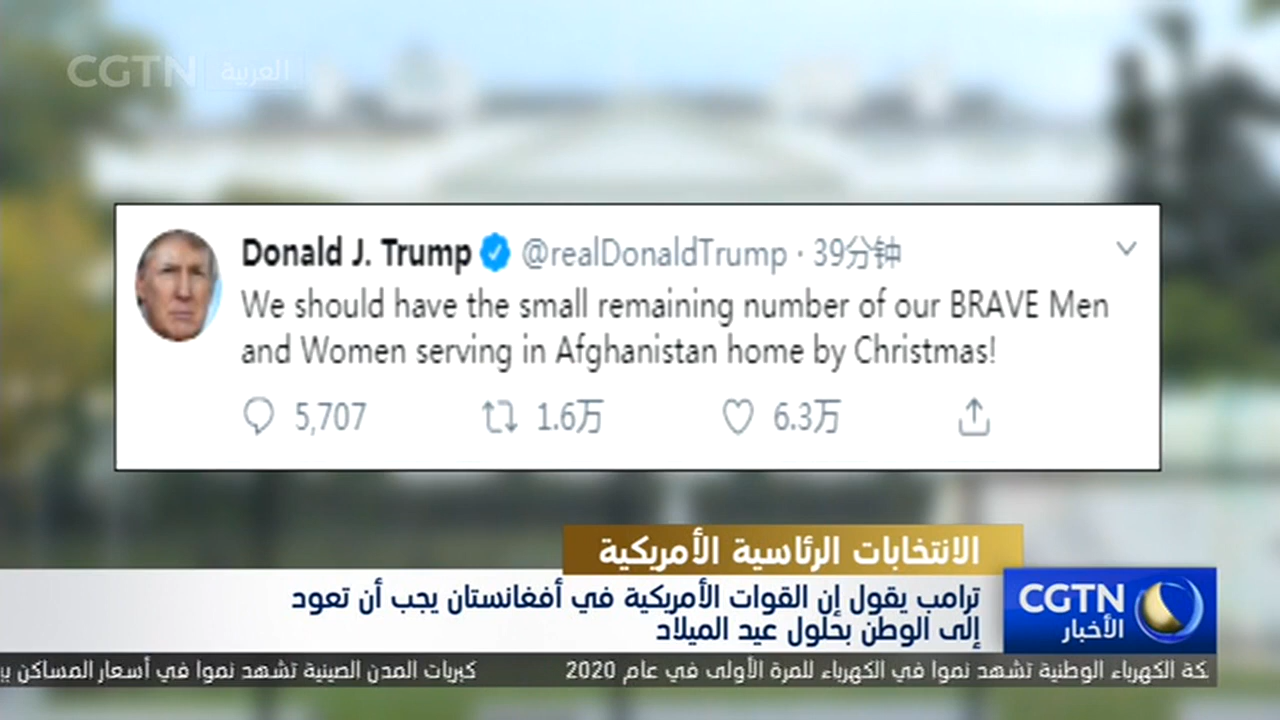 CGTN العربية
Donald J. Trump @realDonaldTrump · 39分钟
We should have the small remaining number of our BRAVE Men
and Women serving in Afghanistan home by Christmas!
5,707 1.6万 6.3万
الانتخابات الرئاسية الأمريكية
ترامب يقول إن القوات الأمريكية في أفغانستان يجب أن تعود
إلى الوطن بحلول عيد الميلاد
CGTN
الأخبار
الكهرباء الوطنية تشهد نموا في الكهرباء للمرة الأولى في عام 2020 كبريات المدن الصينية تشهد نموا في أسعار المساكن